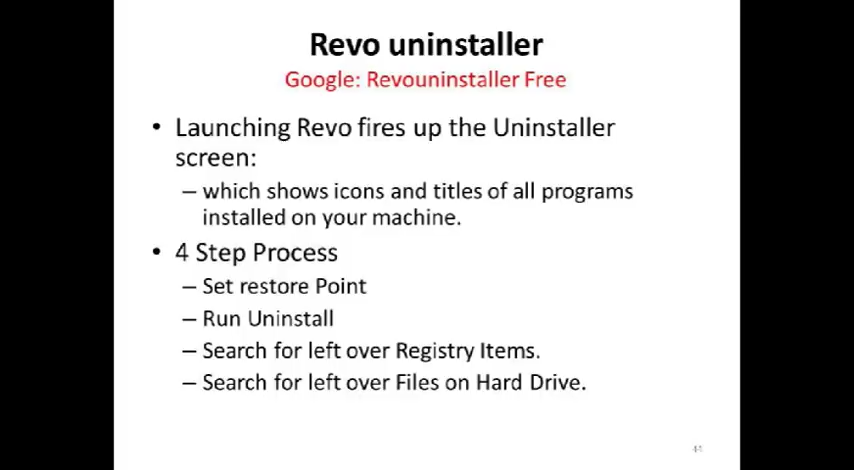 Revo uninstaller
Google: Revouninstaller Free
• Launching Revo fires up the Uninstaller
screen:
– which shows icons and titles of all programs
installed on your machine.
• 4 Step Process
– Set restore Point
– Run Uninstall
– Search for left over Registry Items.
– Search for left over Files on Hard Drive.